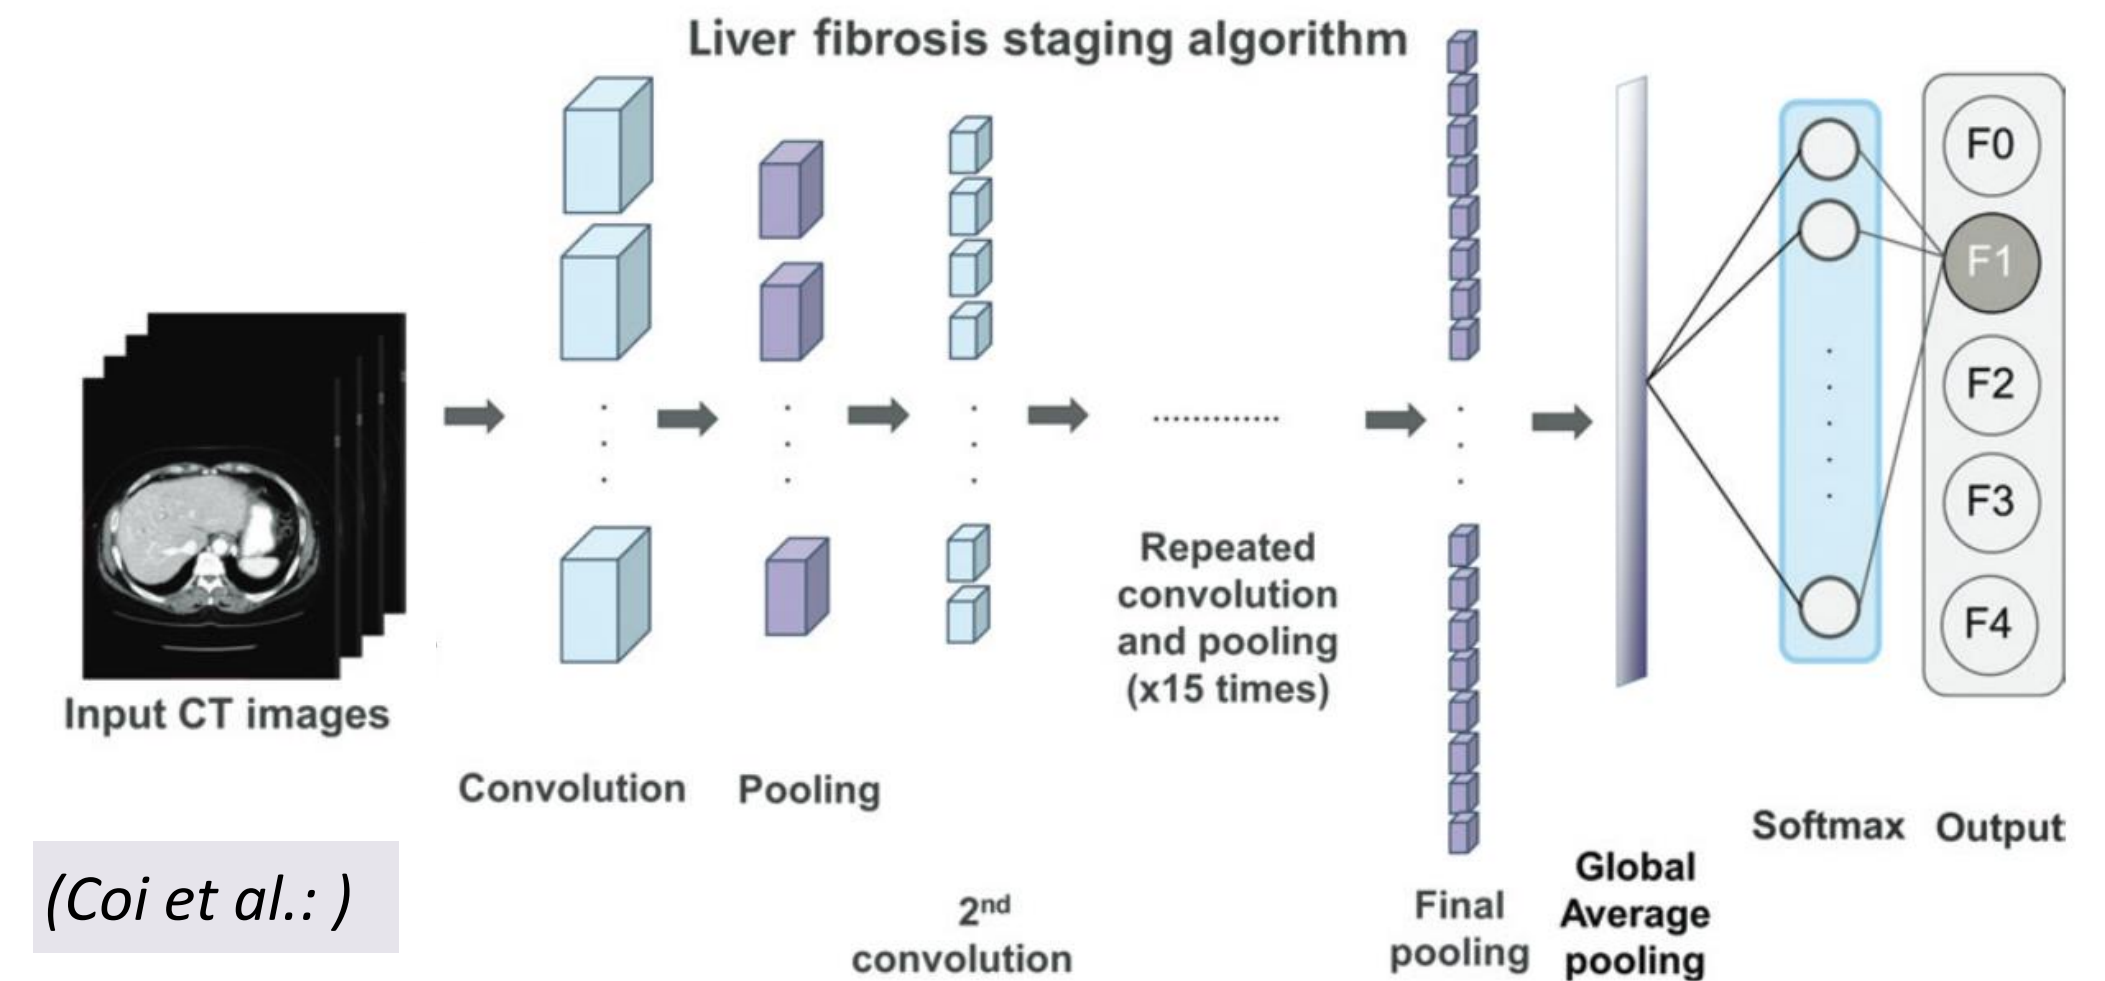 Liver fibrosis staging algorithm
Input CT images
Convolution
Pooling
2nd
convolution
.............
Repeated
convolution
and pooling
(x15 times)
Final
pooling
Global
Average
pooling
Softmax
Output
F0
F1
F2
F3
F4
(Coi et al.: )